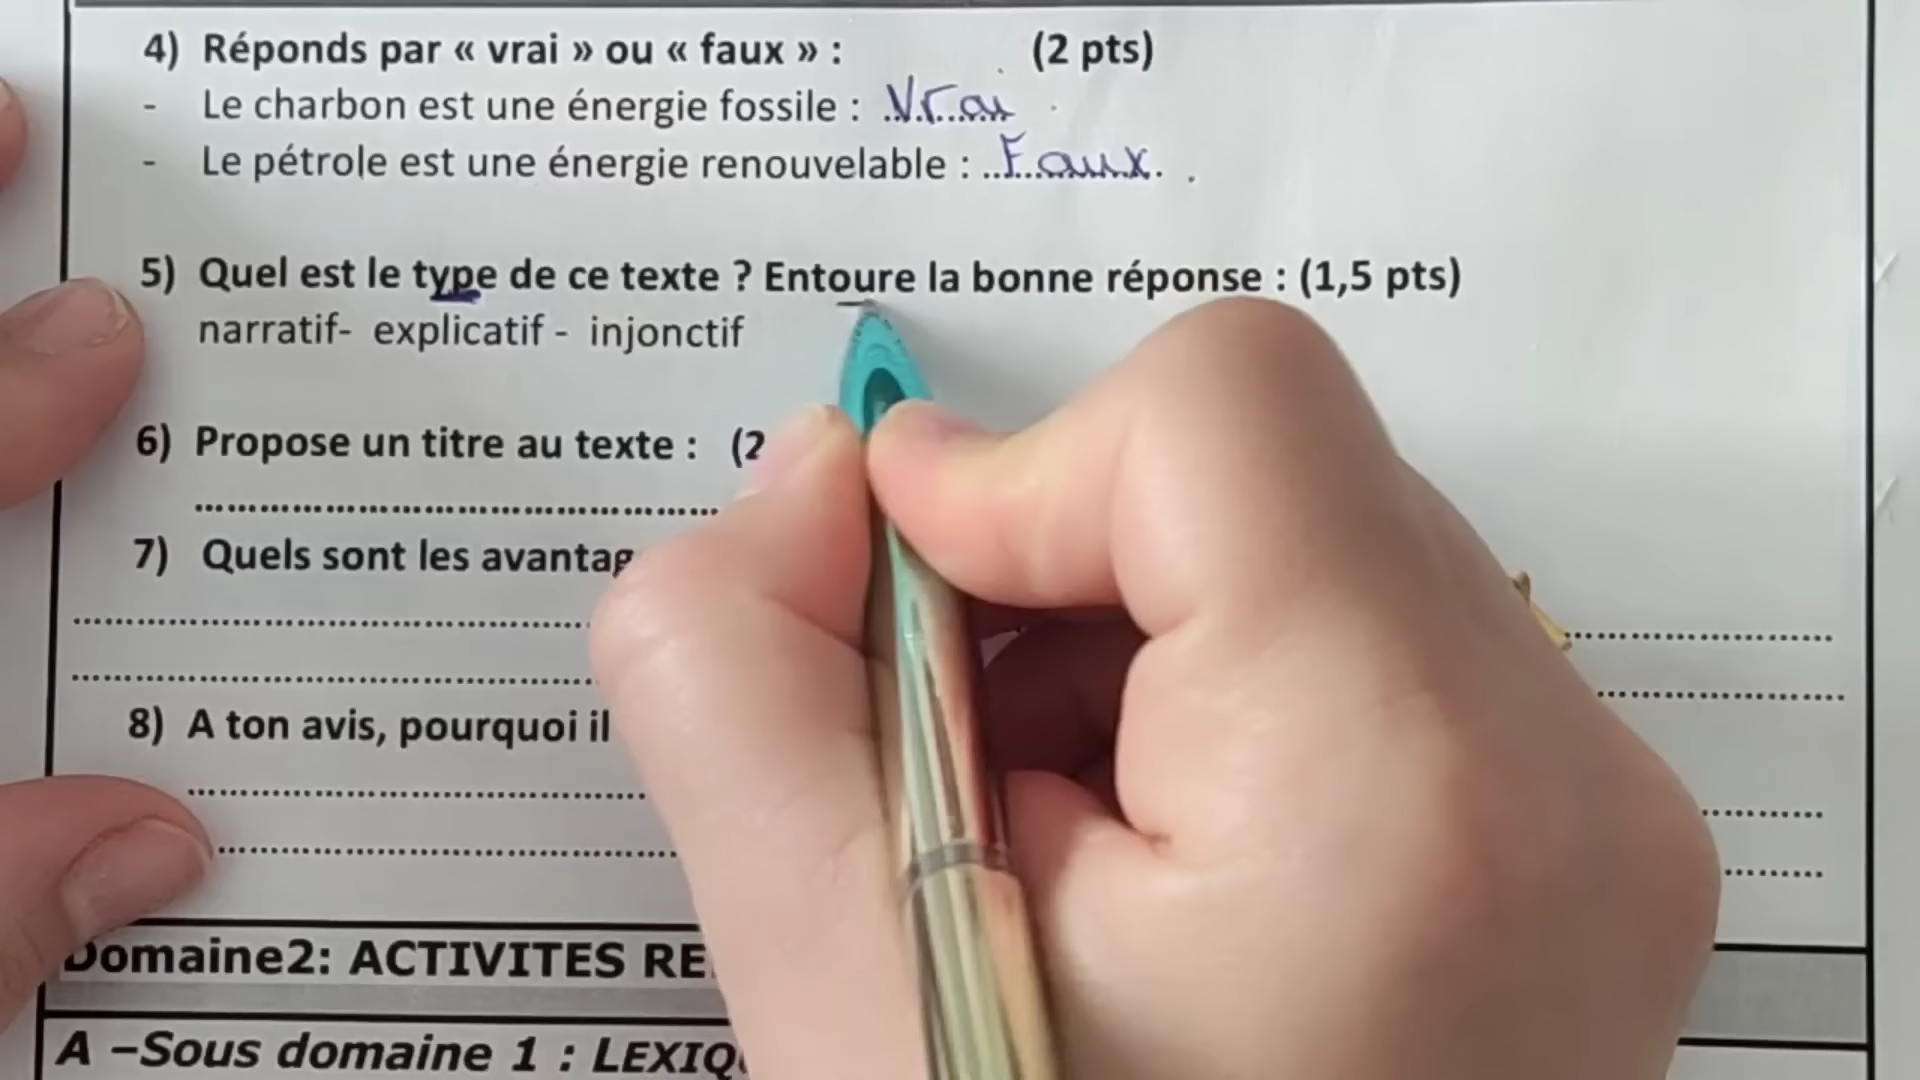 4) Réponds par « vrai » ou « faux » : (2 pts)
- Le charbon est une énergie fossile : Vrai
- Le pétrole est une énergie renouvelable : Faux.
5) Quel est le type de ce texte ? Entoure la bonne réponse : (1,5 pts)
narratif- explicatif - injonctif
6) Propose un titre au texte : (2
7) Quels sont les avantag
8) A ton avis, pourquoi il
Domaine2: ACTIVITES RE
A –Sous domaine 1 : LEXIQ